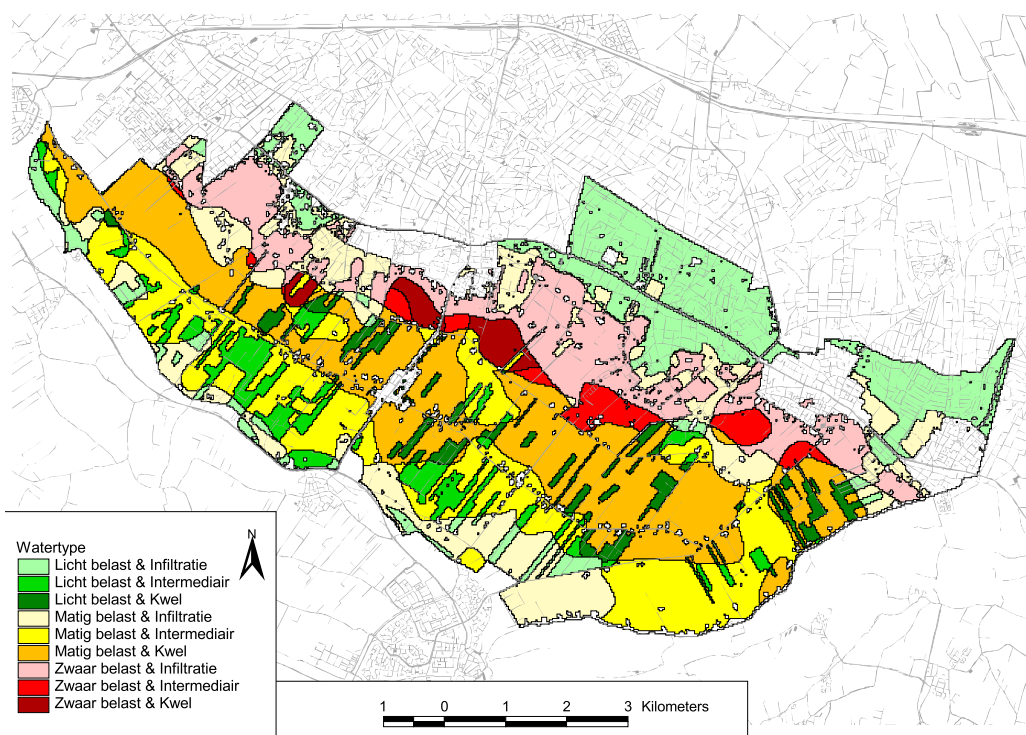 N
Watertype
Licht belast & Infiltratie
Licht belast & Intermediair
Licht belast & Kwel
Matig belast & Infiltratie
Matig belast & Intermediair
Matig belast & Kwel
Zwaar belast & Infiltratie
Zwaar belast & Intermediair
Zwaar belast & Kwel
1 0 1 2 3 Kilometers